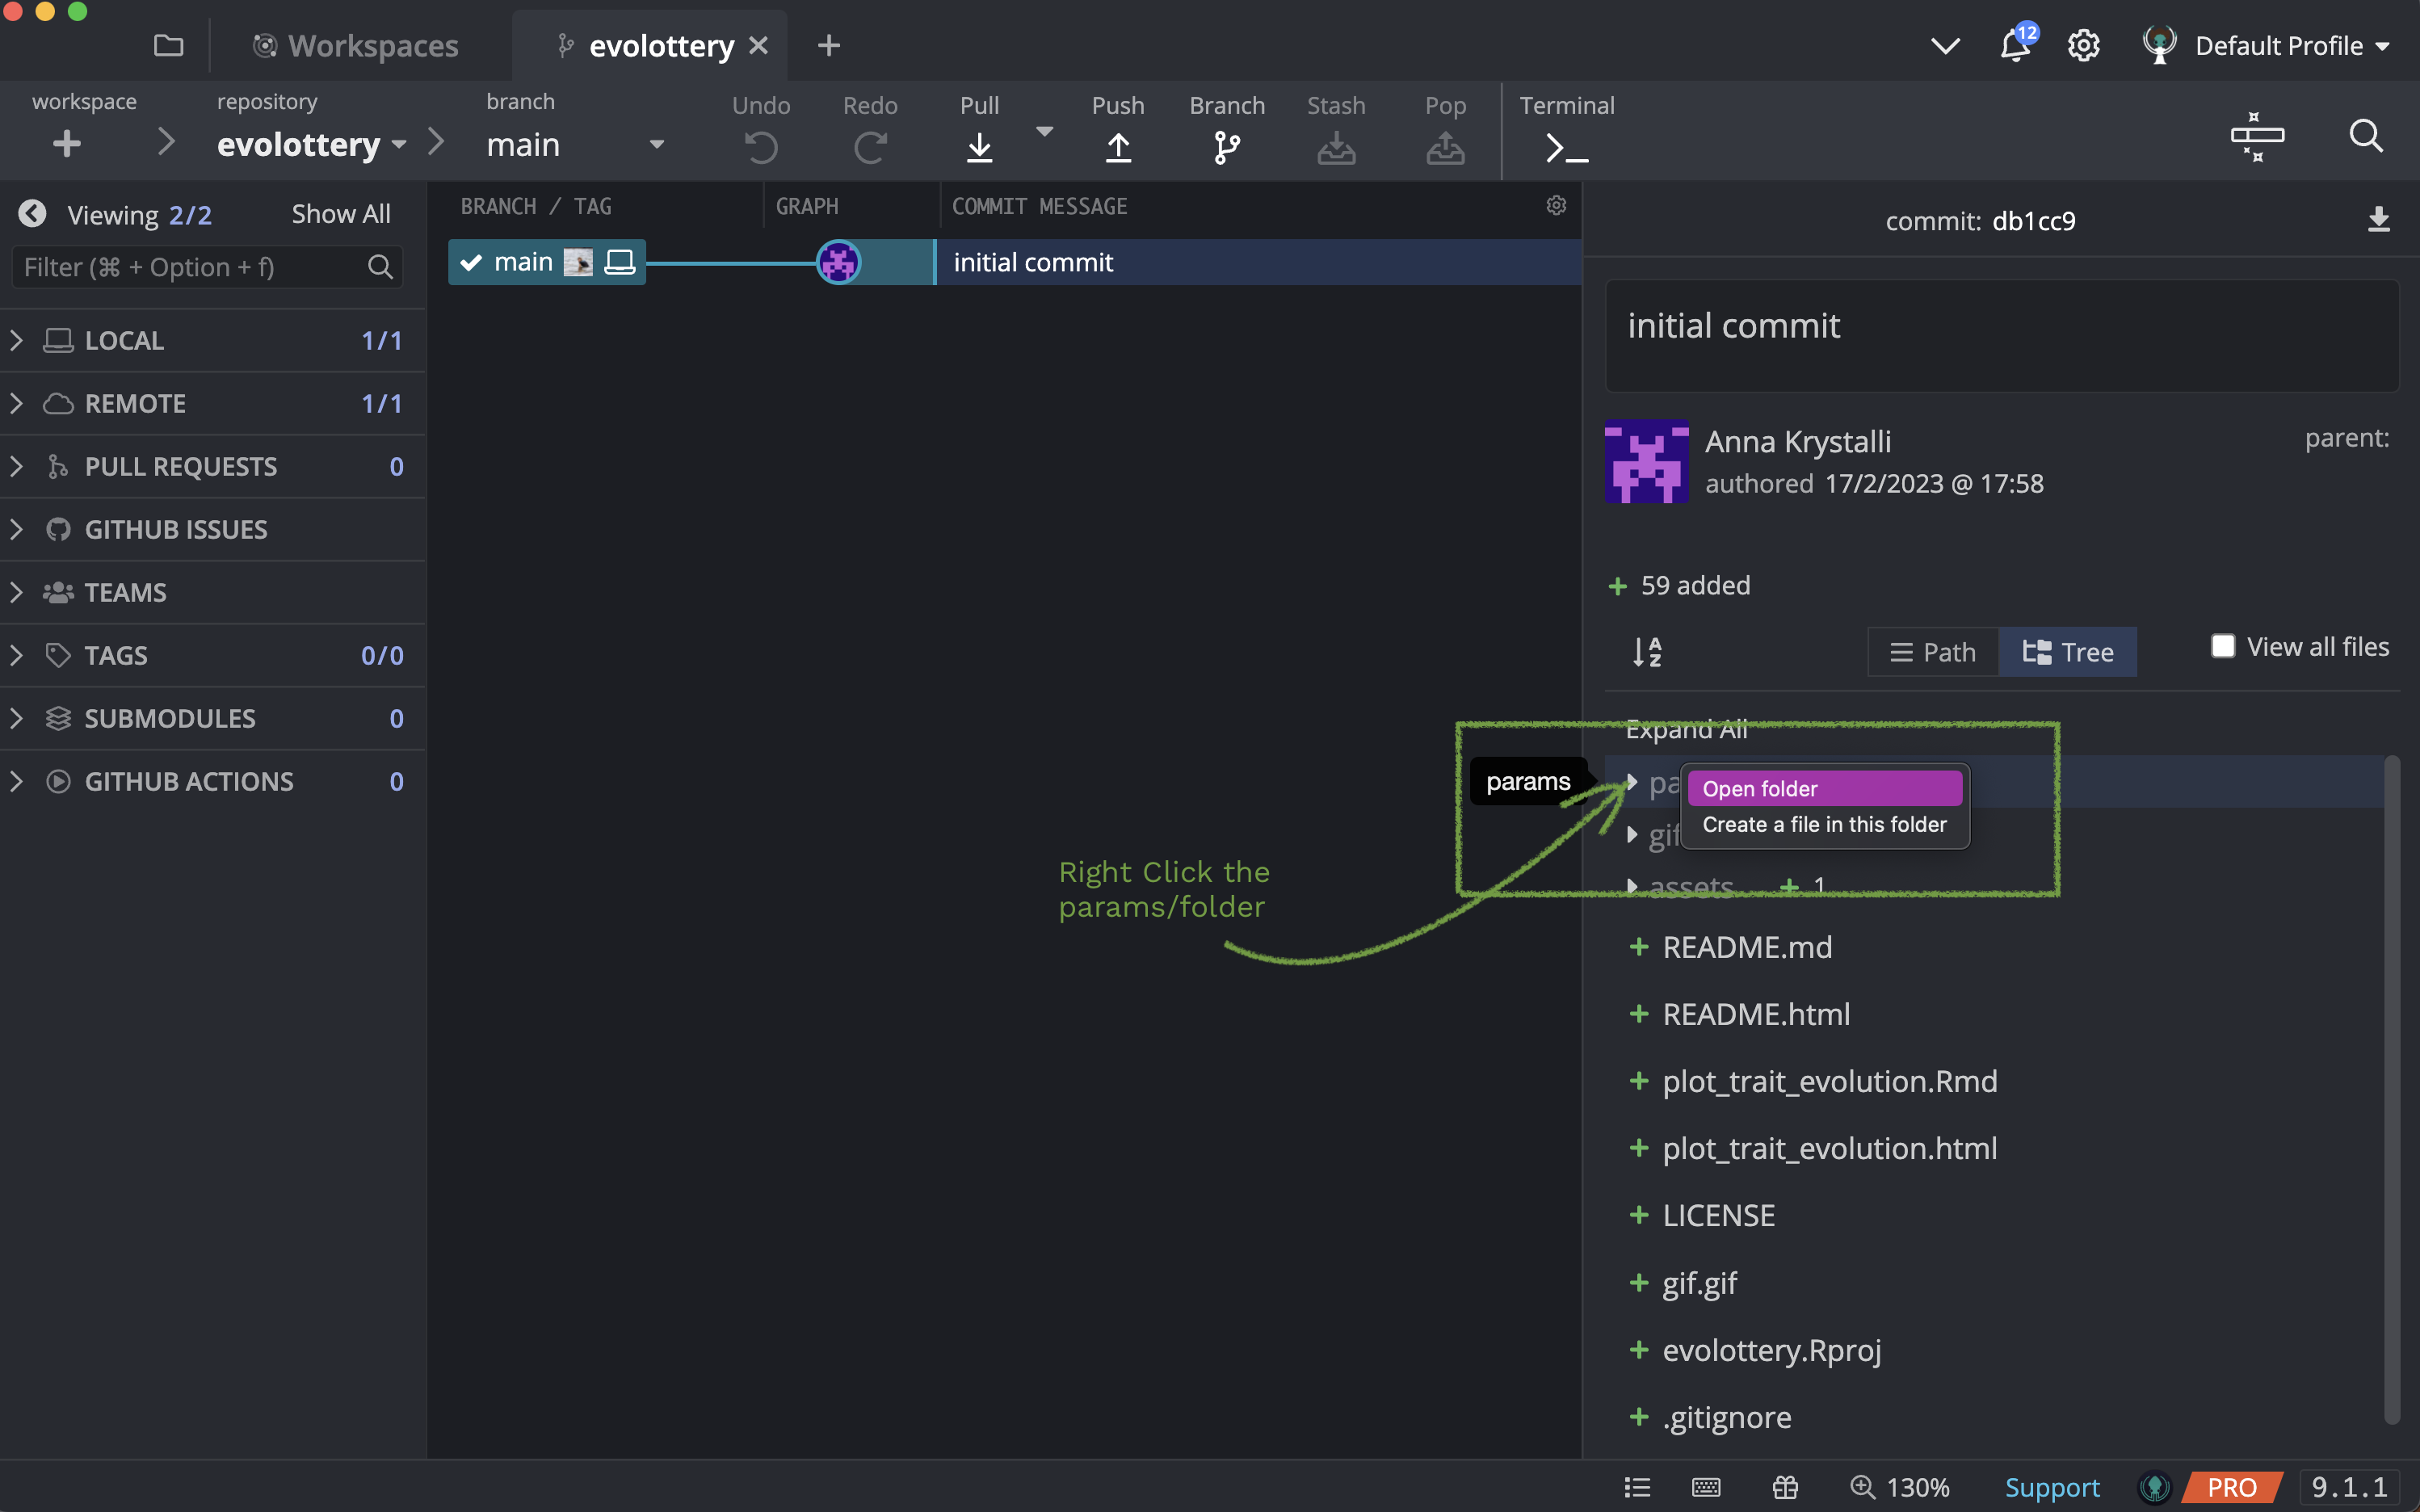 Workspaces
evolottery
12
Default Profile
workspace
repository
evolottery
branch
main
Undo
Redo
Pull
Push
Branch
Stash
Pop
Terminal
Viewing 2/2
Show All
Filter (⌘ + Option + f)
LOCAL 1/1
REMOTE 1/1
PULL REQUESTS 0
GITHUB ISSUES
TEAMS
TAGS 0/0
SUBMODULES 0
GITHUB ACTIONS 0
BRANCH / TAG
GRAPH
COMMIT MESSAGE
main
initial commit
Right Click the
params/folder
commit: db1cc9
initial commit
Anna Krystalli
parent:
authored 17/2/2023 @ 17:58
+ 59 added
A
Z
Path
Tree
View all files
Expand All
params
pa
Open folder
Create a file in this folder
gif
assets + 1
+ README.md
+ README.html
+ plot_trait_evolution.Rmd
+ plot_trait_evolution.html
+ LICENSE
+ gif.gif
+ evolottery.Rproj
+ .gitignore
130%
Support
PRO
9.1.1